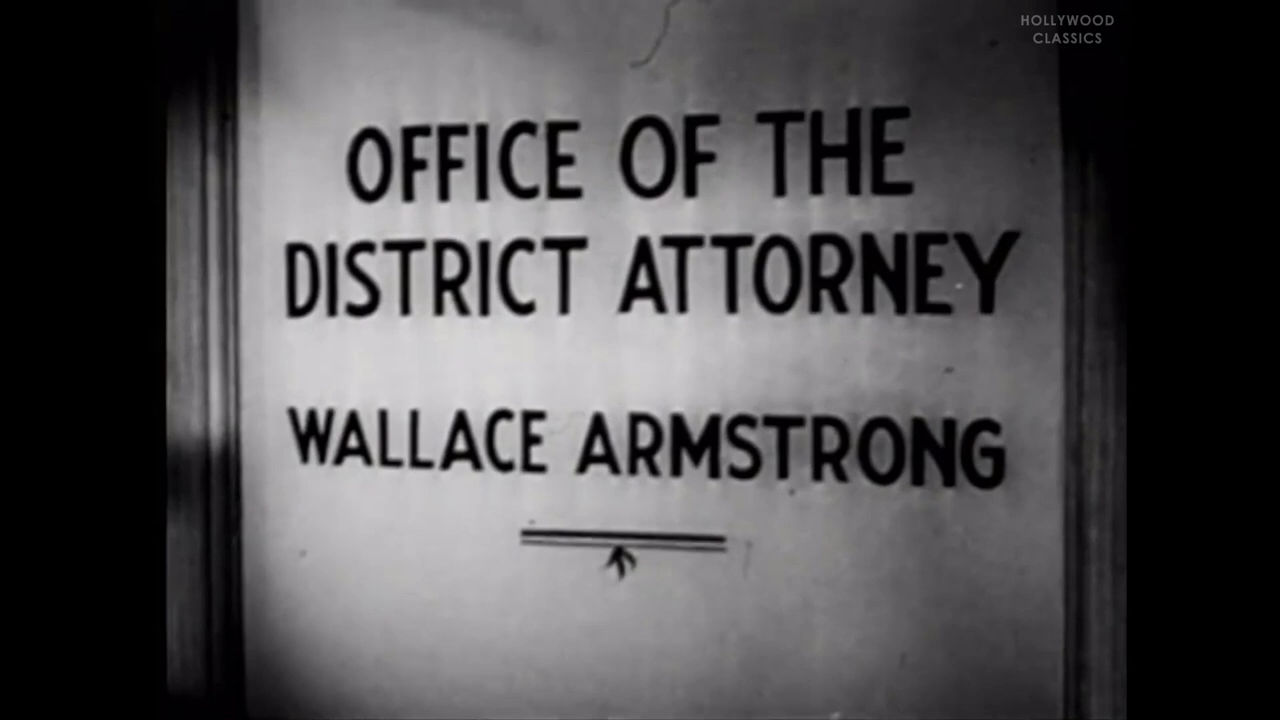 HOLLYWOOD
CLASSICS
OFFICE OF THE
DISTRICT ATTORNEY
WALLACE ARMSTRONG